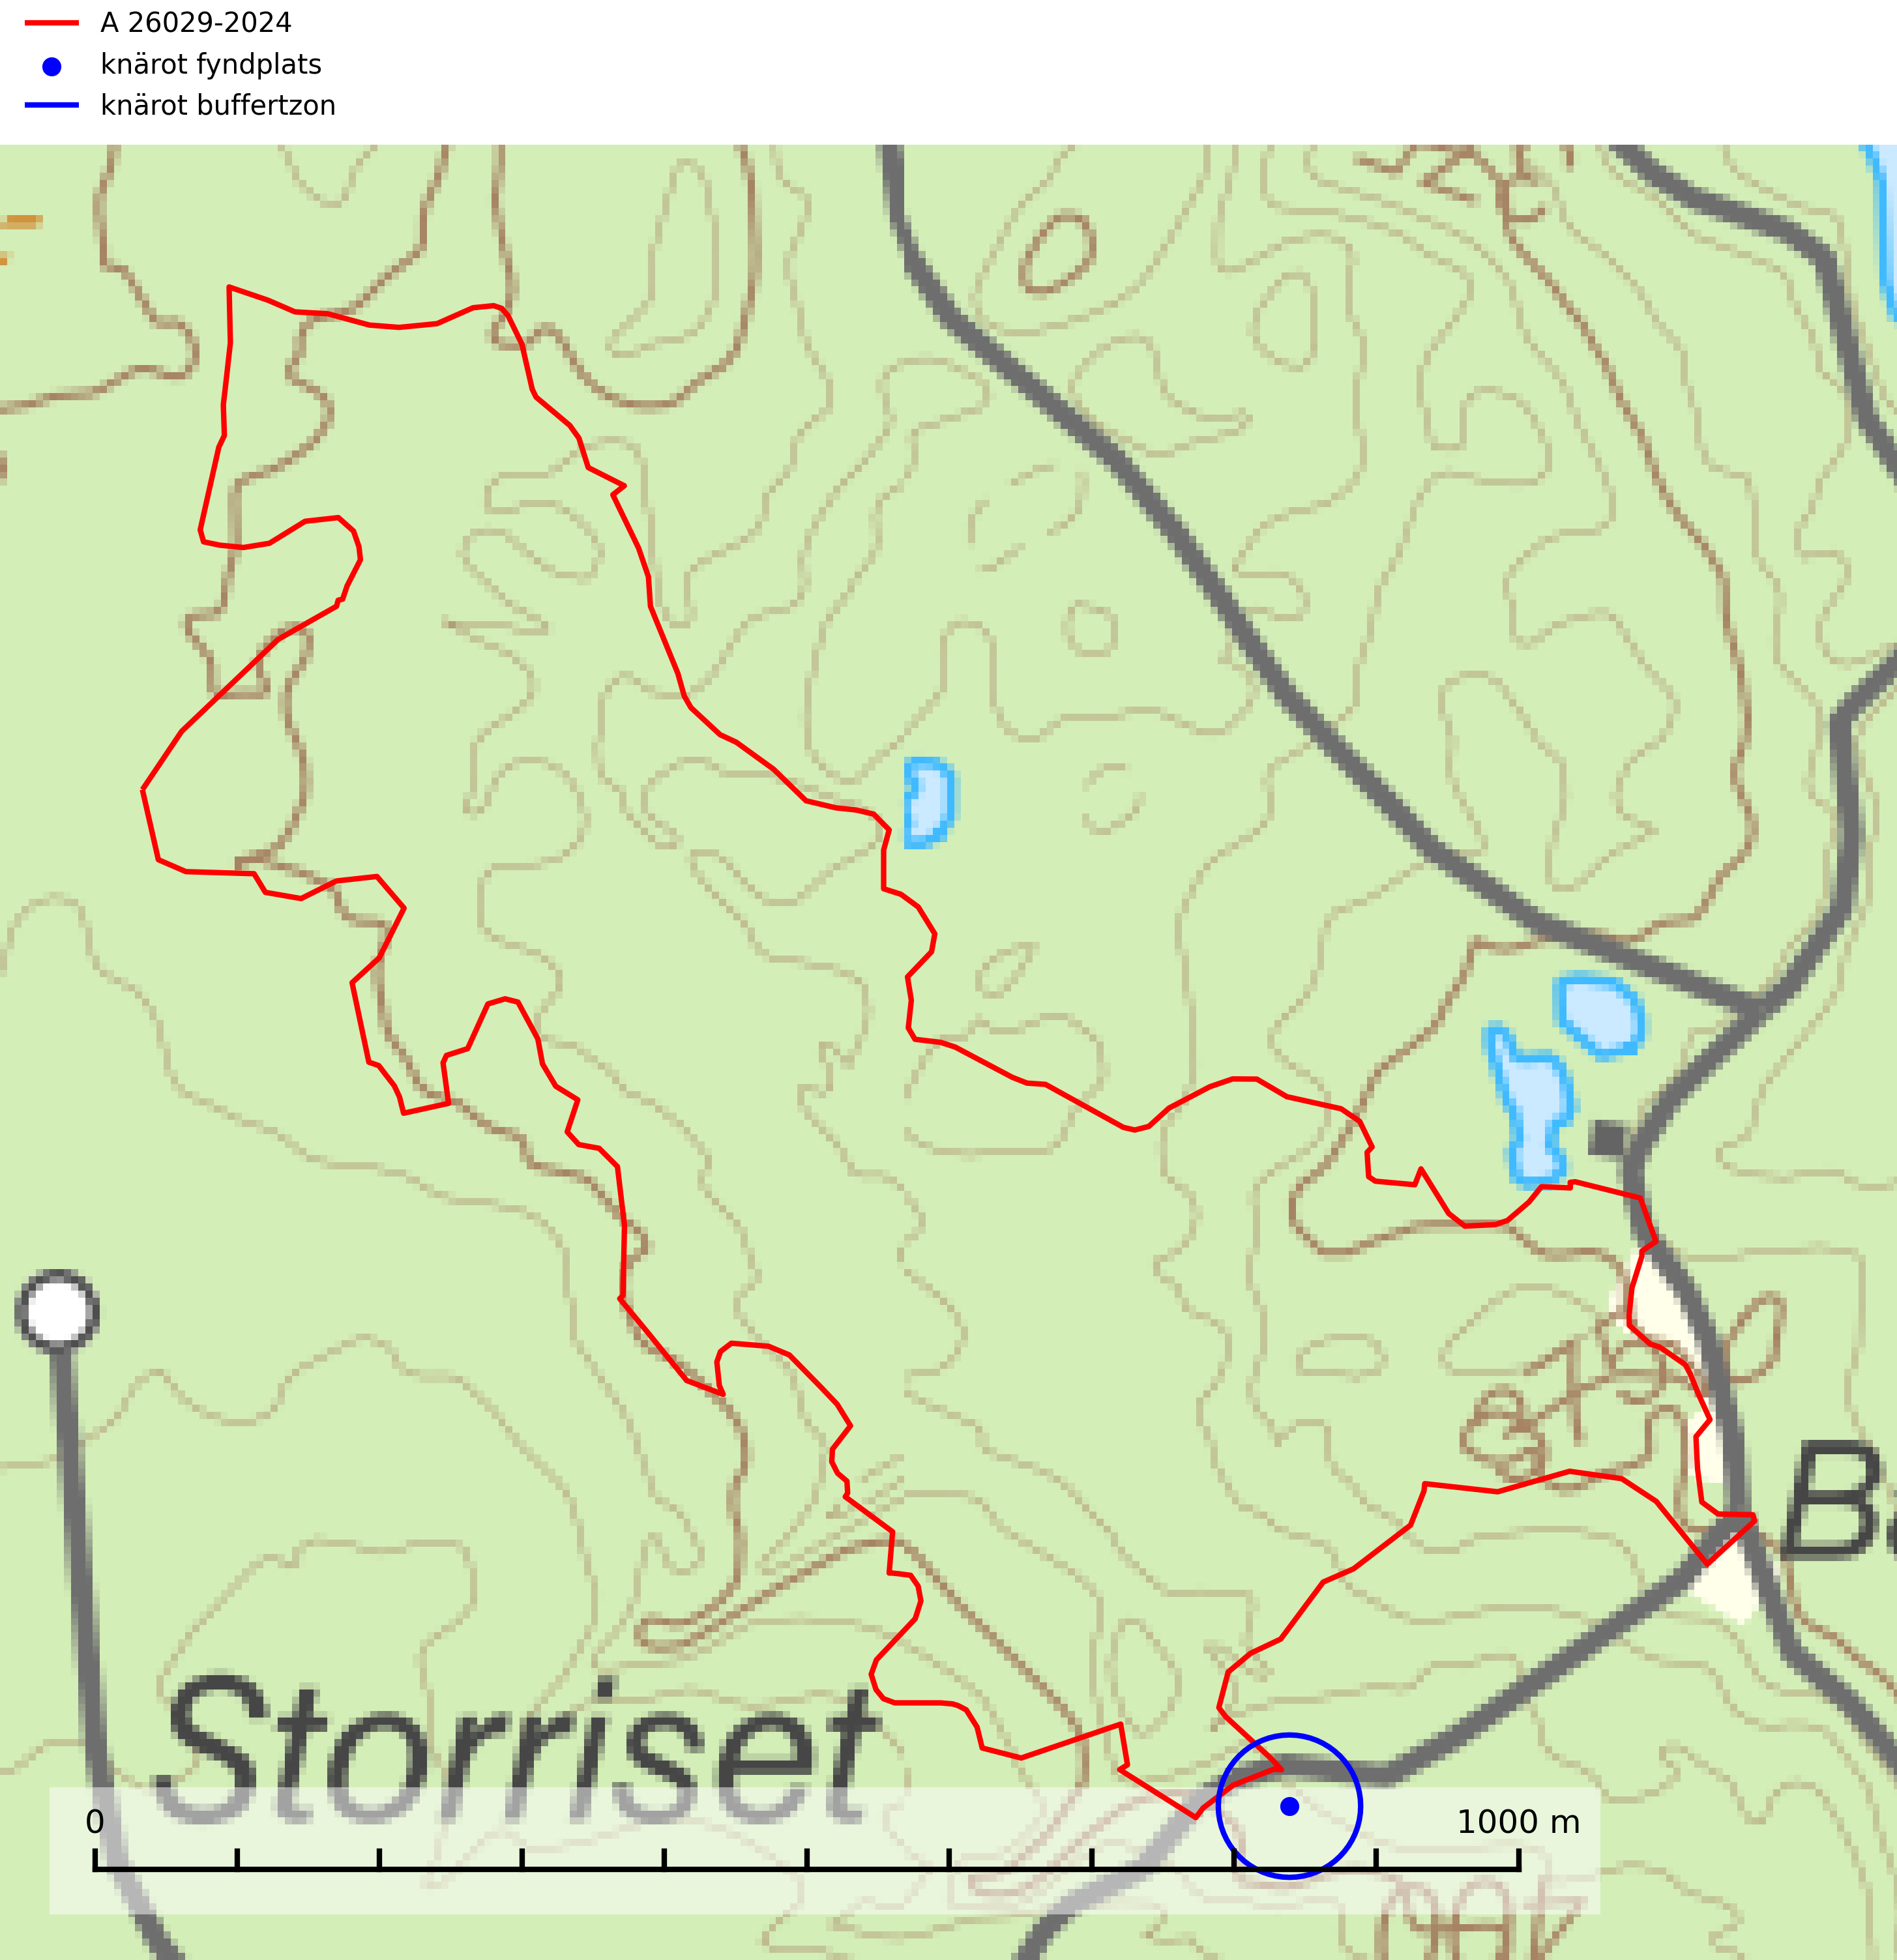 A 26029-2024
knärot fyndplats
knärot buffertzon
Storriset
0
1000 m